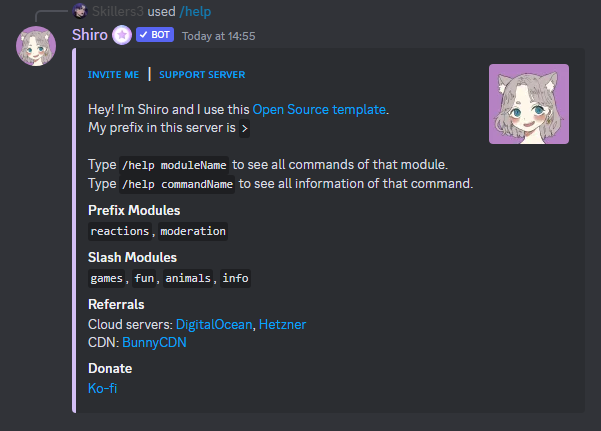 Skillers3 used /help
Shiro BOT Today at 14:55
INVITE ME | SUPPORT SERVER
Hey! I'm Shiro and I use this Open Source template.
My prefix in this server is >
Type /help moduleName to see all commands of that module.
Type /help commandName to see all information of that command.
Prefix Modules
reactions, moderation
Slash Modules
games, fun, animals, info
Referrals
Cloud servers: DigitalOcean, Hetzner
CDN: BunnyCDN
Donate
Ko-fi